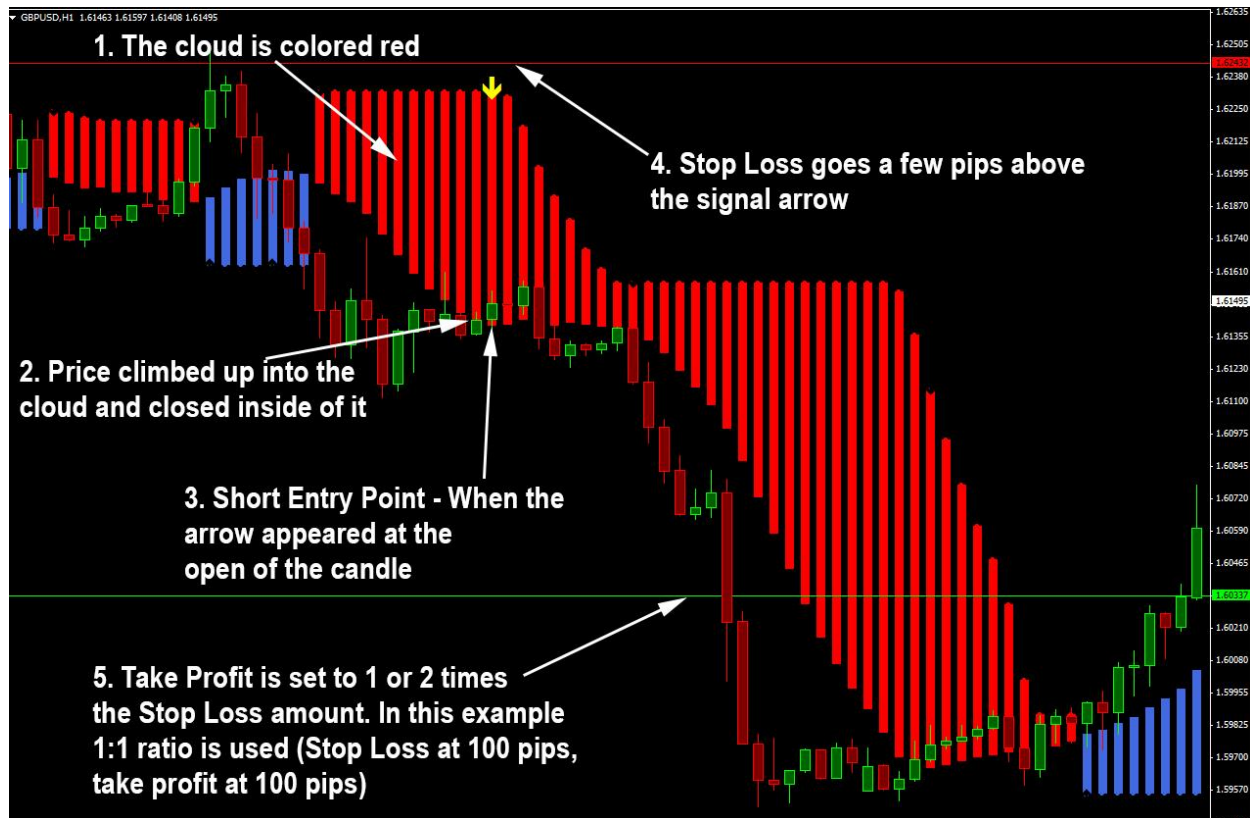 GBPUSD,H1 1.61463 1.61597 1.61408 1.61495
1. The cloud is colored red
4. Stop Loss goes a few pips above
the signal arrow
2. Price climbed up into the
cloud and closed inside of it
3. Short Entry Point - When the
arrow appeared at the
open of the candle
5. Take Profit is set to 1 or 2 times
the Stop Loss amount. In this example
1:1 ratio is used (Stop Loss at 100 pips,
take profit at 100 pips)
1.62635
1.62505
1.62432
1.62380
1.62250
1.62125
1.61995
1.61870
1.61740
1.61610
1.61495
1.61355
1.61230
1.61100
1.60975
1.60845
1.60720
1.60590
1.60465
1.60337
1.60210
1.60080
1.59955
1.59825
1.59700
1.59570